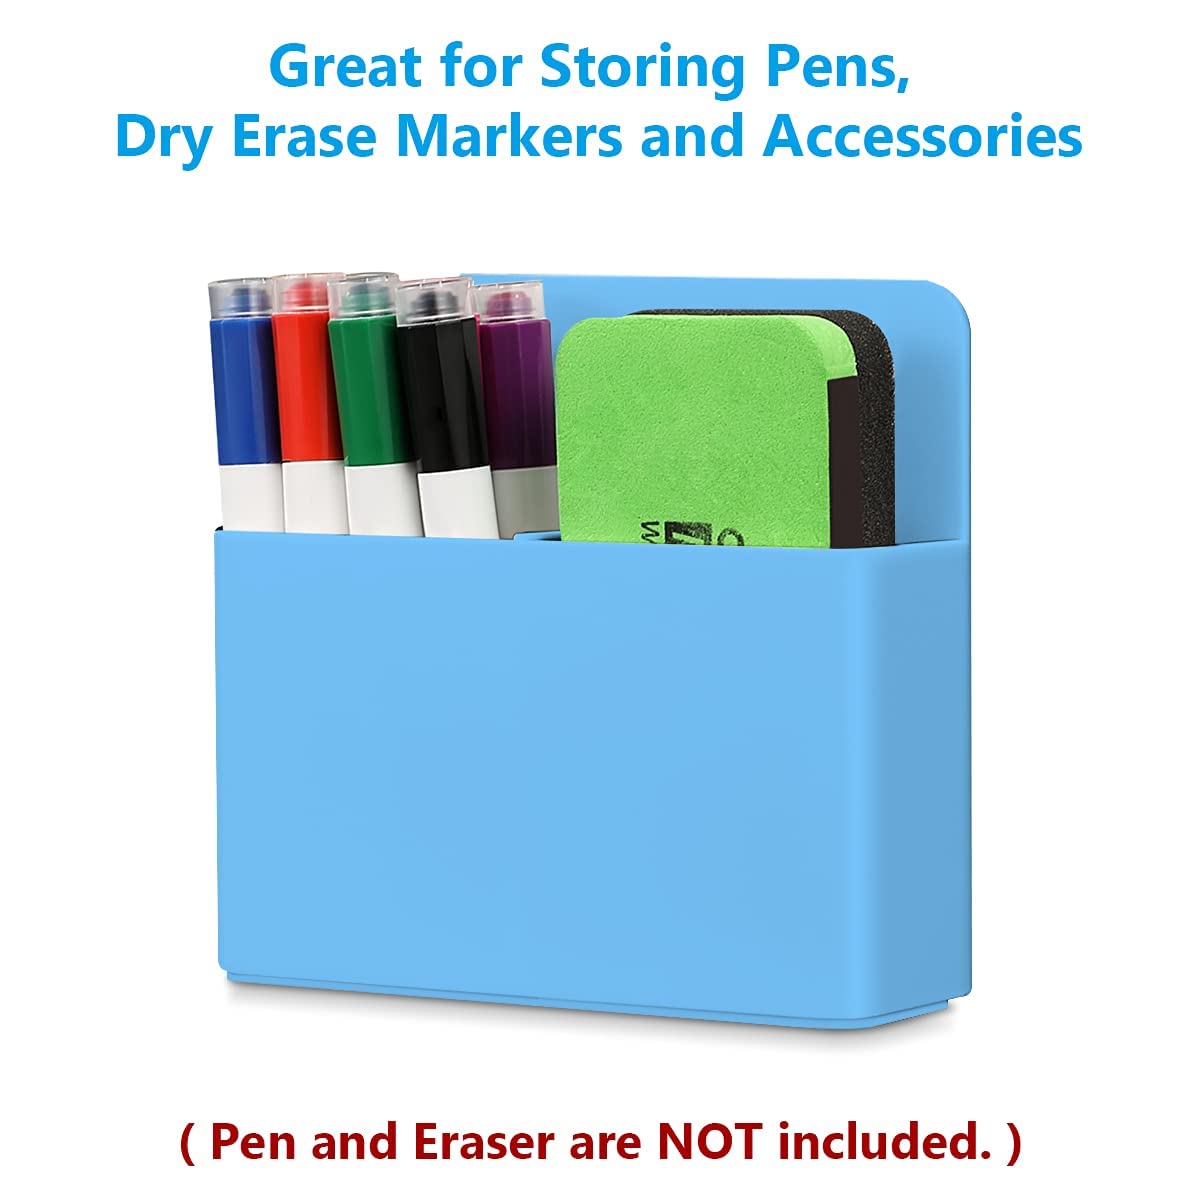 Great for Storing Pens,
Dry Erase Markers and Accessories
( Pen and Eraser are NOT included. )